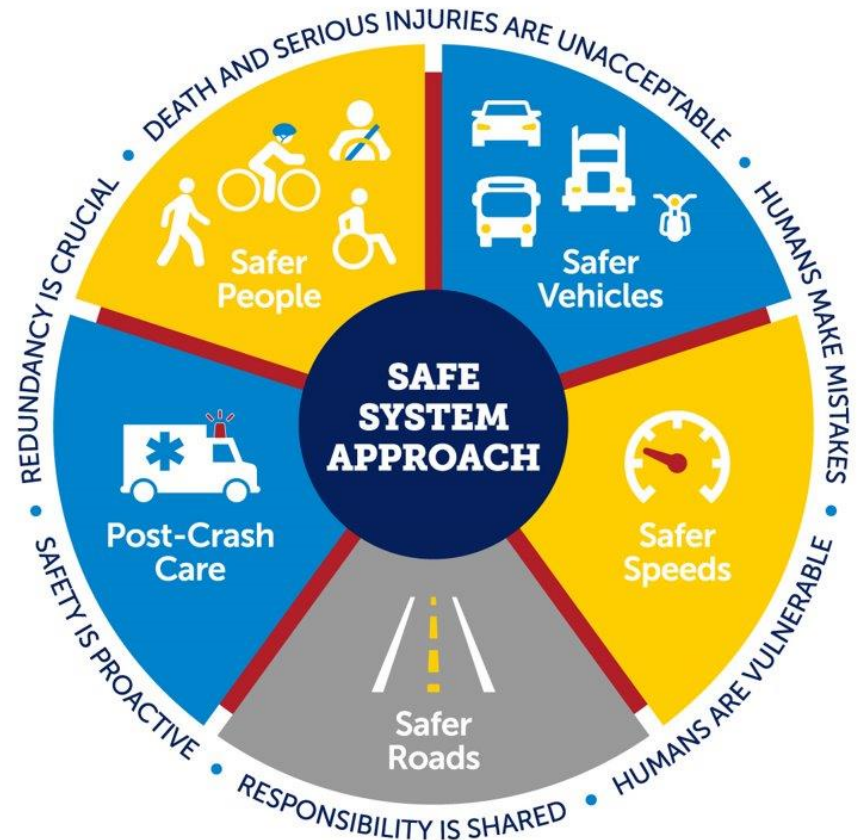 DEATH AND SERIOUS INJURIES ARE UNACCEPTABLE
HUMANS MAKE MISTAKES
HUMANS ARE VULNERABLE
RESPONSIBILITY IS SHARED
SAFETY IS PROACTIVE
REDUNDANCY IS CRUCIAL
Safer
People
Safer
Vehicles
SAFE
SYSTEM
APPROACH
Post-Crash
Care
Safer
Speeds
Safer
Roads